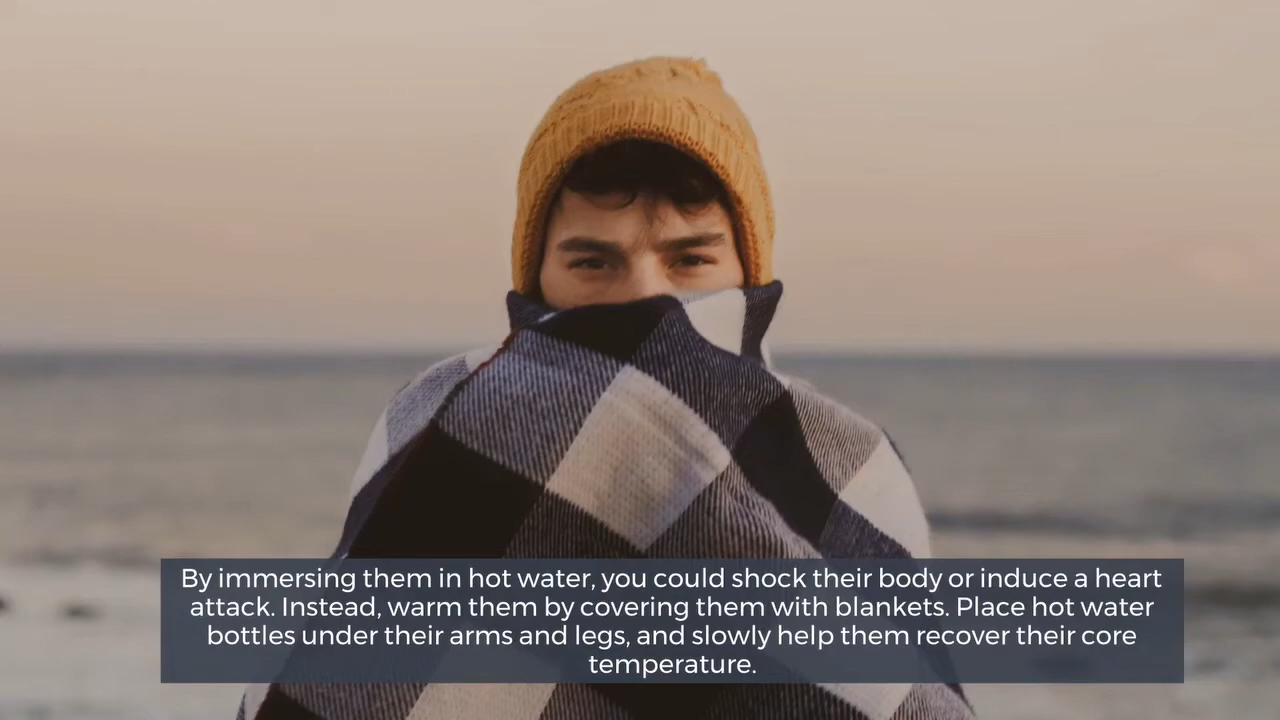 By immersing them in hot water, you could shock their body or induce a heart
attack. Instead, warm them by covering them with blankets. Place hot water
bottles under their arms and legs, and slowly help them recover their core
temperature.